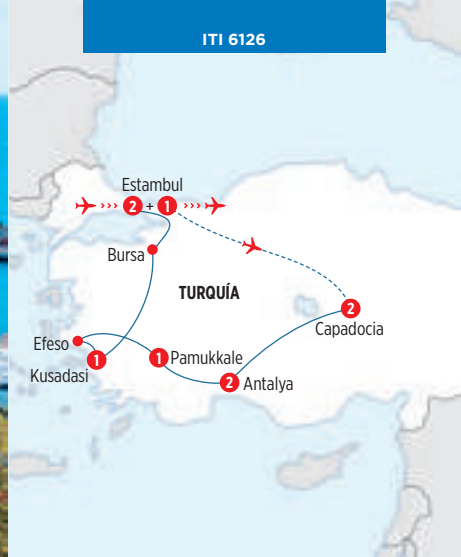 ITI 6126
Estambul
2 + 1
Bursa
TURQUÍA
2
Capadocia
Efeso
1 Pamukkale
1
Kusadasi
2 Antalya